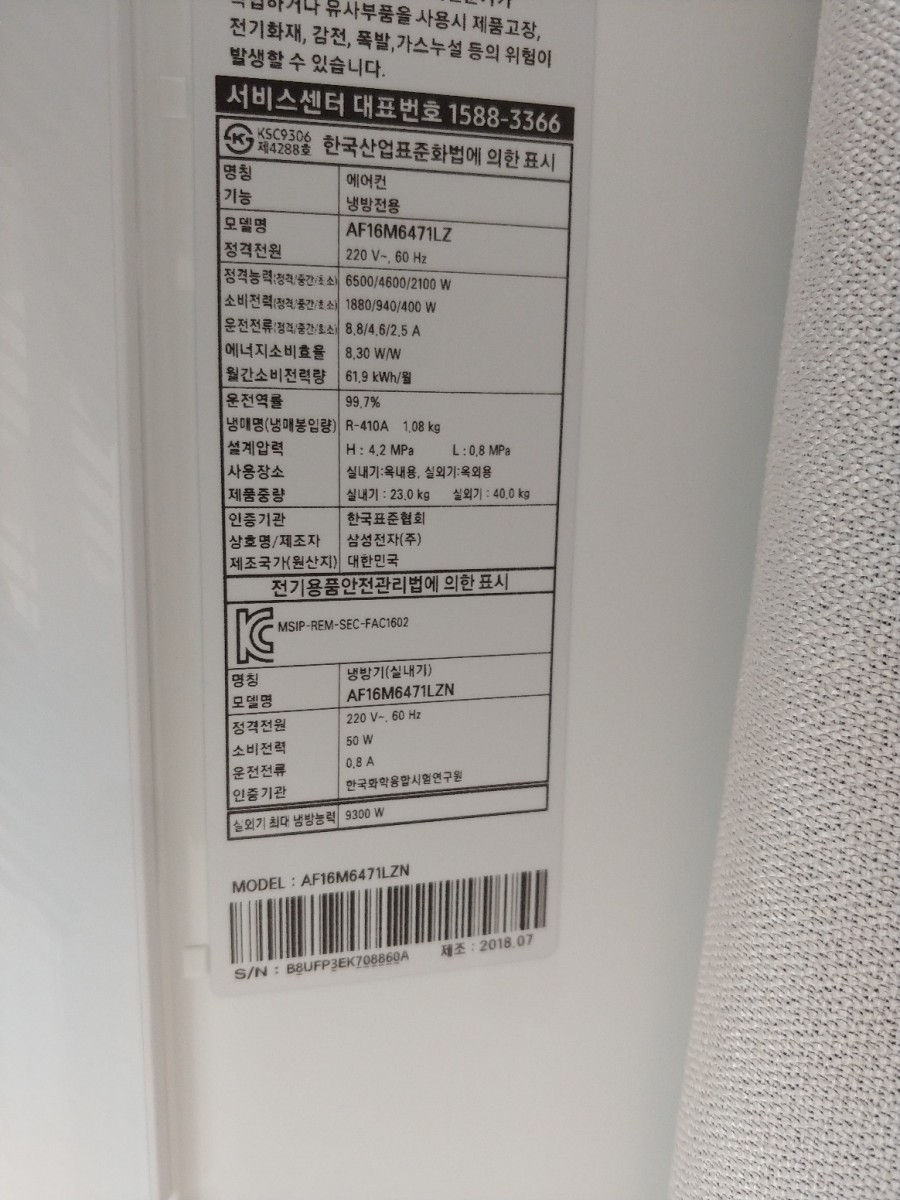 하거나 유사부품을 사용시 제품고장,
전기화재, 감전, 폭발,가스누설 등의 위험이
발생할 수 있습니다.
서비스센터 대표번호 1588-3366
KSC9306
제4288호 한국산업표준화법에 의한 표시
명칭 에어컨
기능 냉방전용
모델명 AF16M6471LZ
정격전원 220 V~, 60 Hz
정격능력(정격/중간/최소) 6500/4600/2100 W
소비전력(정격/중간/최소) 1880/940/400 W
운전전류(정격/중간/최소) 8.8/4.6/2.5 A
에너지소비효율 8.30 W/W
월간소비전력량 61.9 kWh/월
운전역률 99.7%
냉매명(냉매봉입량) R-410A 1.08 kg
설계압력 H : 4.2 MPa L : 0.8 MPa
사용장소 실내기:옥내용, 실외기:옥외용
제품중량 실내기 : 23.0 kg 실외기 : 40.0 kg
인증기관 한국표준협회
상호명/제조자 삼성전자(주)
제조국가(원산지) 대한민국
전기용품안전관리법에 의한 표시
MSIP-REM-SEC-FAC1602
명칭 냉방기(실내기)
모델명 AF16M6471LZN
정격전원 220 V~, 60 Hz
소비전력 50 W
운전전류 0.8 A
인증기관 한국화학융합시험연구원
실외기 최대 냉방능력 9300 W
MODEL : AF16M6471LZN
S/N : B8UFP3EK708860A 제조 : 2018.07